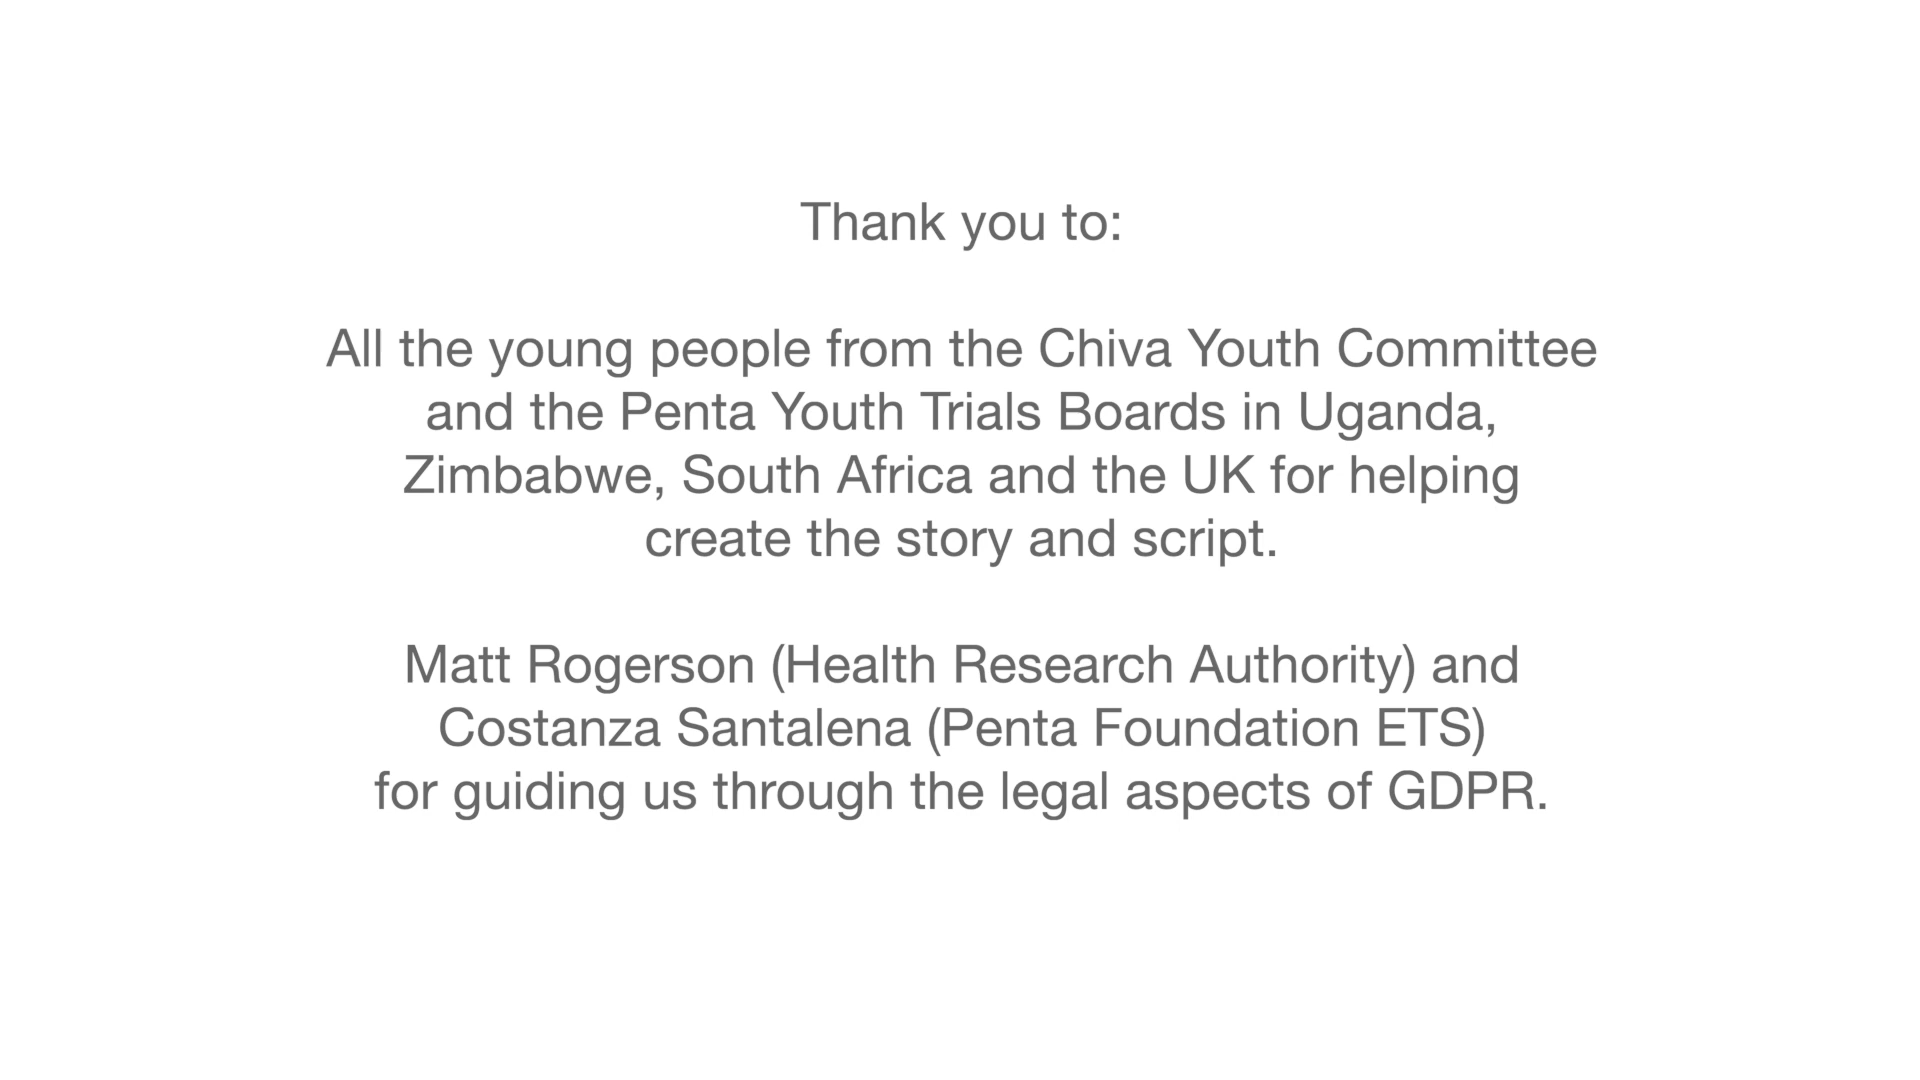 Thank you to:
All the young people from the Chiva Youth Committee
and the Penta Youth Trials Boards in Uganda,
Zimbabwe, South Africa and the UK for helping
create the story and script.
Matt Rogerson (Health Research Authority) and
Costanza Santalena (Penta Foundation ETS)
for guiding us through the legal aspects of GDPR.